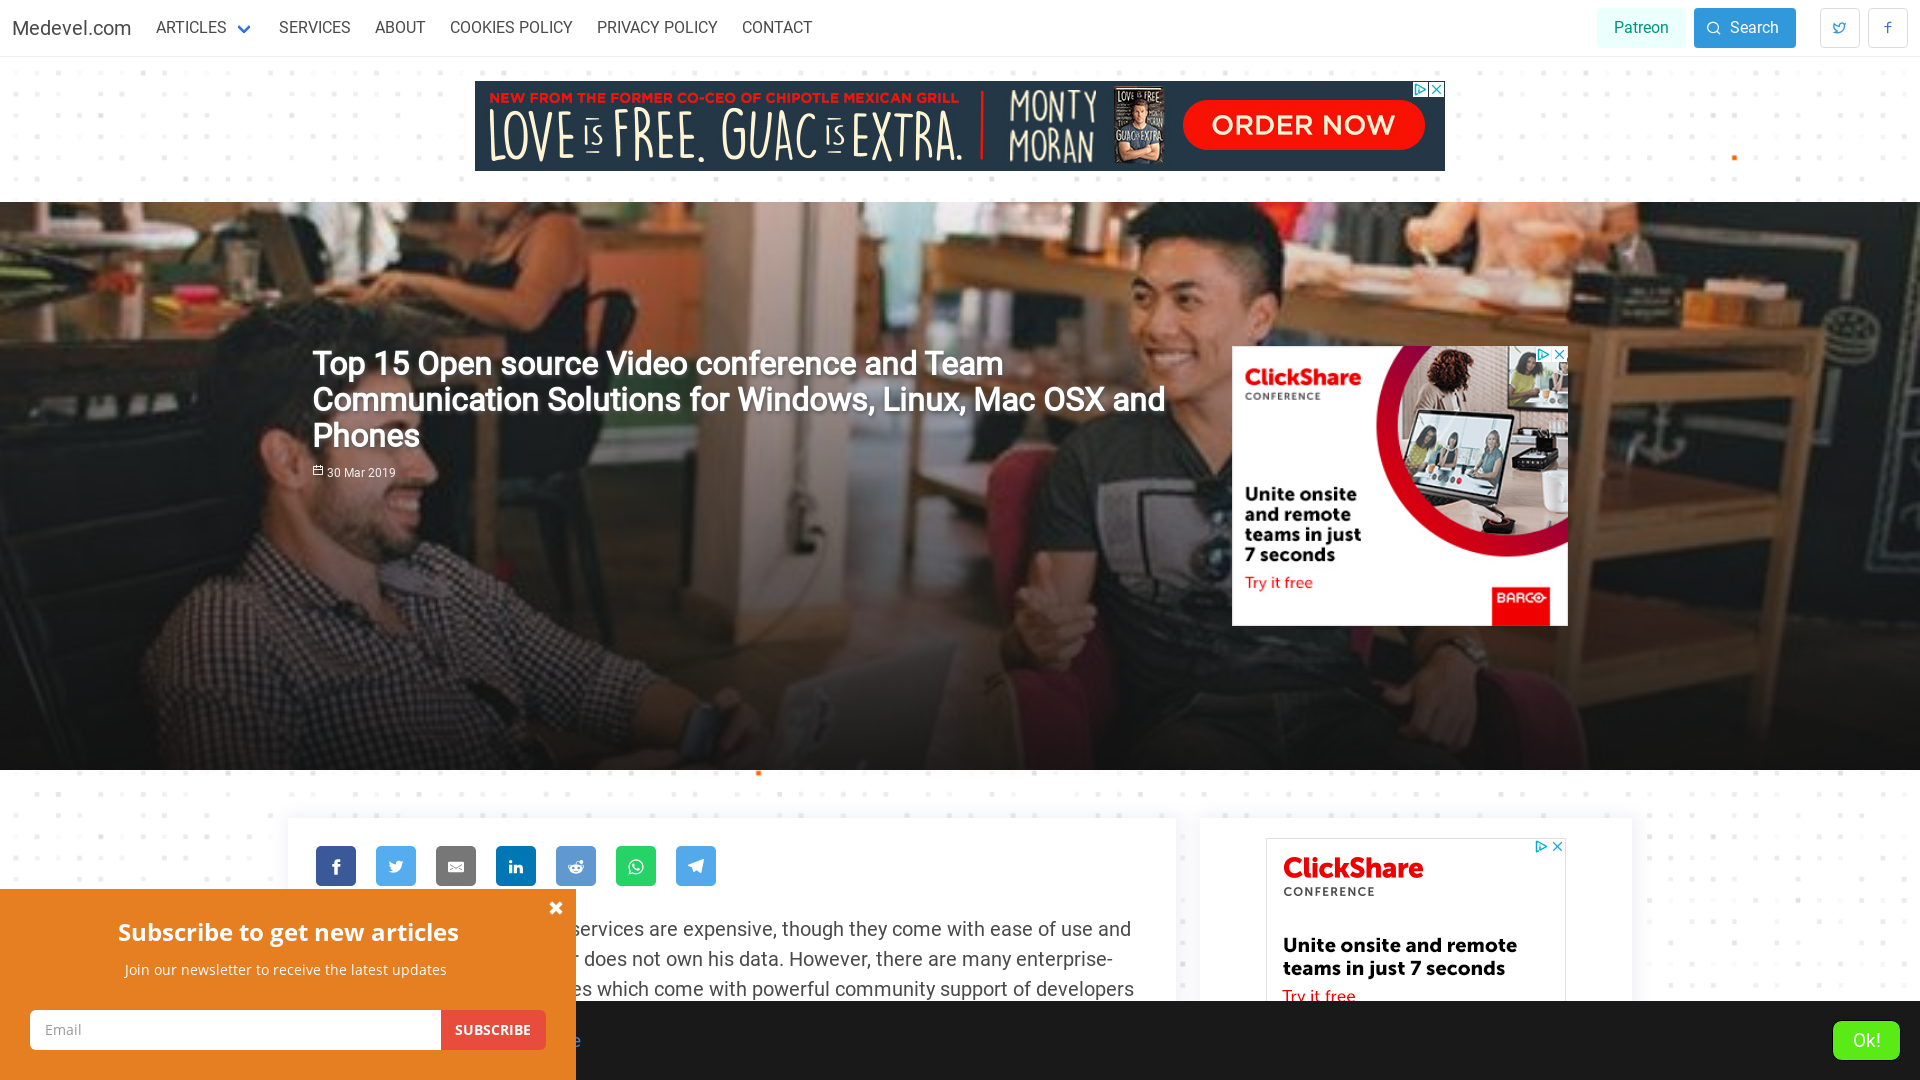 Medevel.com ARTICLES SERVICES ABOUT COOKIES POLICY PRIVACY POLICY CONTACT Patreon Search
NEW FROM THE FORMER CO-CEO OF CHIPOTLE MEXICAN GRILL
LOVE IS FREE. GUAC IS EXTRA.
MONTY
MORAN
LOVE IS FREE
GUAC IS EXTRA
ORDER NOW
Top 15 Open source Video conference and Team
Communication Solutions for Windows, Linux, Mac OSX and
Phones
30 Mar 2019
ClickShare
CONFERENCE
Unite onsite
and remote
teams in just
7 seconds
Try it free
BARCO
services are expensive, though they come with ease of use and
r does not own his data. However, there are many enterprise-
es which come with powerful community support of developers
ClickShare
CONFERENCE
Unite onsite and remote
teams in just 7 seconds
Try it free
Subscribe to get new articles
Join our newsletter to receive the latest updates
Email SUBSCRIBE
e
Ok!